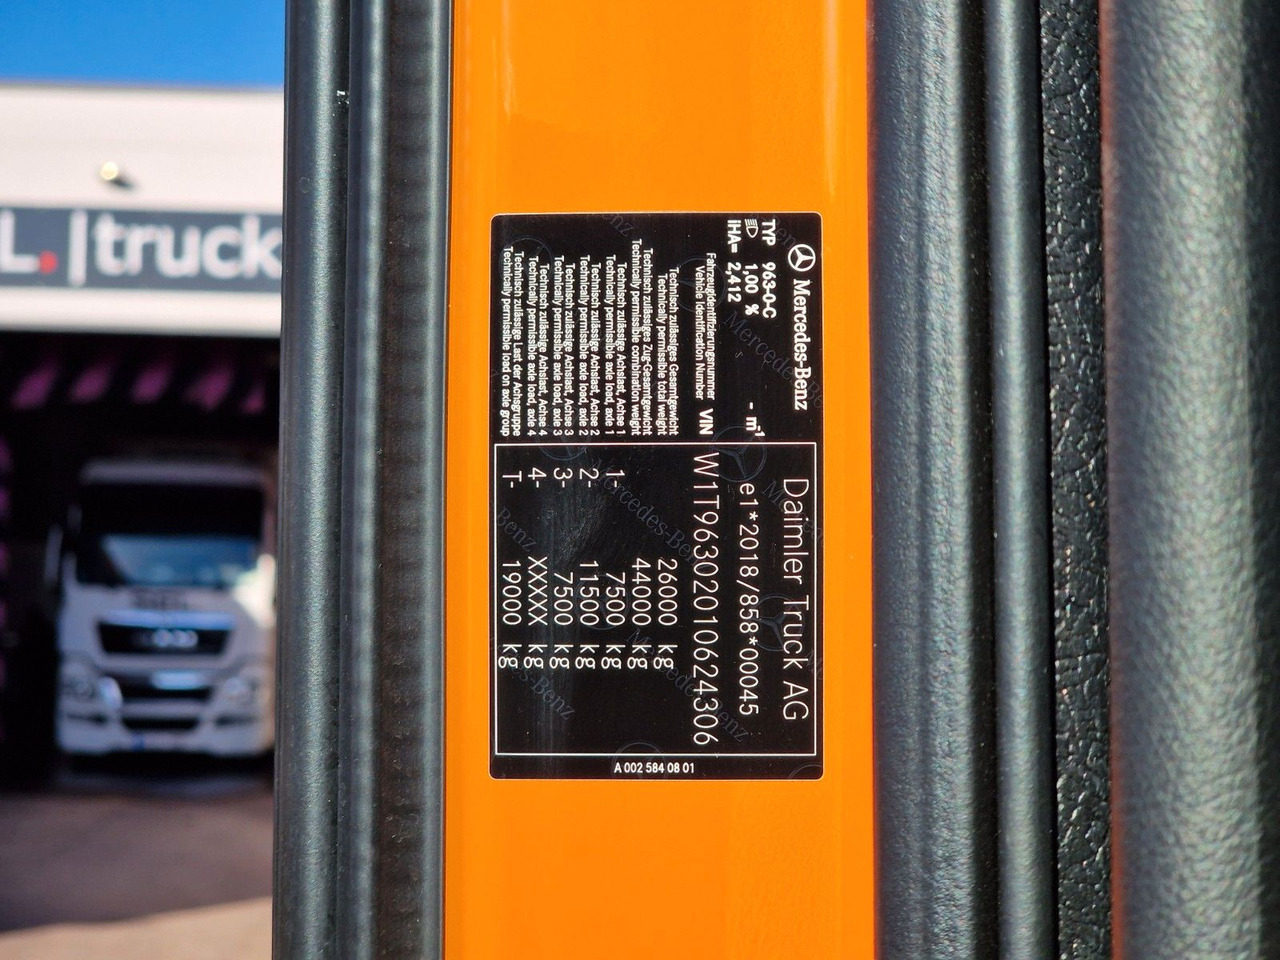 L.|truck
Mercedes-Benz
Daimler Truck AG
TYP 963-0-C
e1*2018/858*00045
1,00 % - m⁻¹
iHA= 2,412
Fahrzeugidentifizierungsnummer
Vehicle Identification Number VIN W1T96302010624306
Technisch zulässiges Gesamtgewicht
Technically permissible total weight 26000 kg
Technisch zulässiges Zug-Gesamtgewicht
Technically permissible combination weight 44000 kg
Technisch zulässige Achslast, Achse 1
Technically permissible axle load, axle 1 1- 7500 kg
Technisch zulässige Achslast, Achse 2
Technically permissible axle load, axle 2 2- 11500 kg
Technisch zulässige Achslast, Achse 3
Technically permissible axle load, axle 3 3- 7500 kg
Technisch zulässige Achslast, Achse 4
Technically permissible axle load, axle 4 4- XXXXX kg
Technisch zulässige Last der Achsgruppe
Technically permissible load on axle group T- 19000 kg
A 002 584 08 01